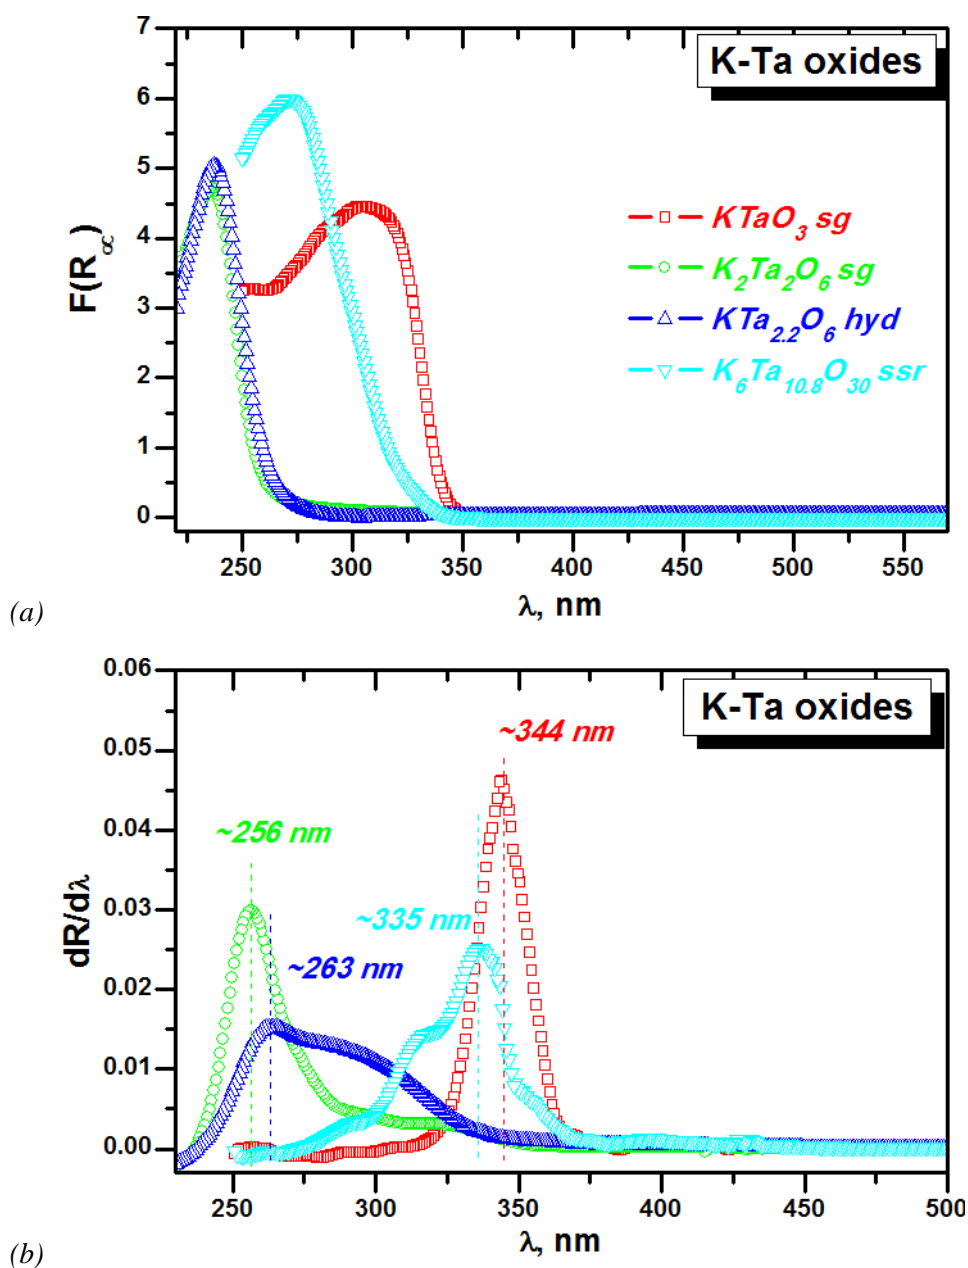 7
6
5
4
3
2
1
0
F(R∝)
K-Ta oxides
KTaO3 sg
K2Ta2O6 sg
KTa2.2O6 hyd
K6Ta10.8O30 ssr
250 300 350 400 450 500 550
λ, nm
(a)
0.06
0.05
0.04
0.03
0.02
0.01
0.00
dR/dλ
K-Ta oxides
~344 nm
~256 nm
~335 nm
~263 nm
250 300 350 400 450 500
λ, nm
(b)